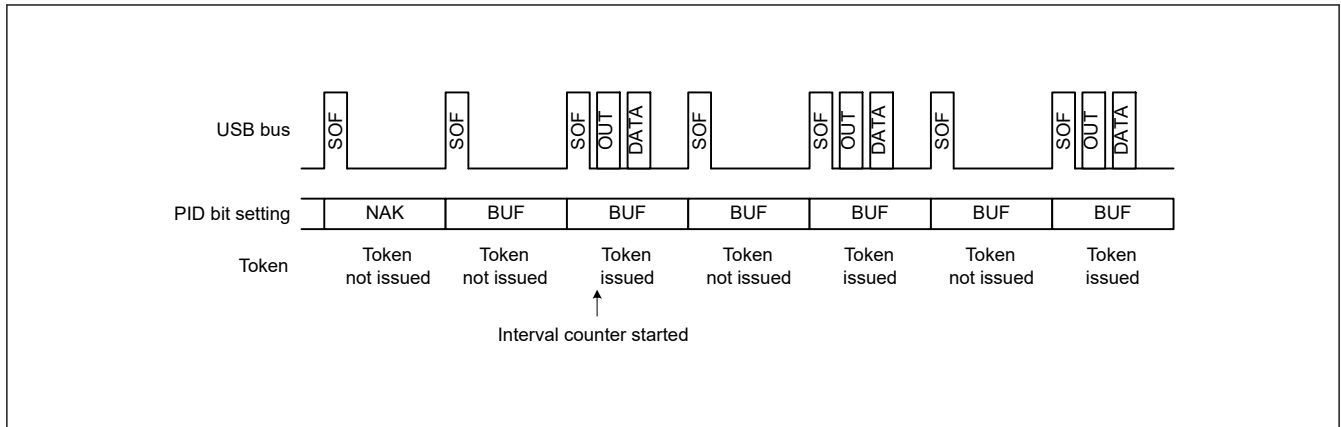 USB bus
SOF SOF SOF OUT DATA SOF SOF OUT DATA SOF SOF OUT DATA
PID bit setting NAK BUF BUF BUF BUF BUF BUF
Token Token not issued Token not issued Token issued Token not issued Token issued Token not issued Token issued
Interval counter started